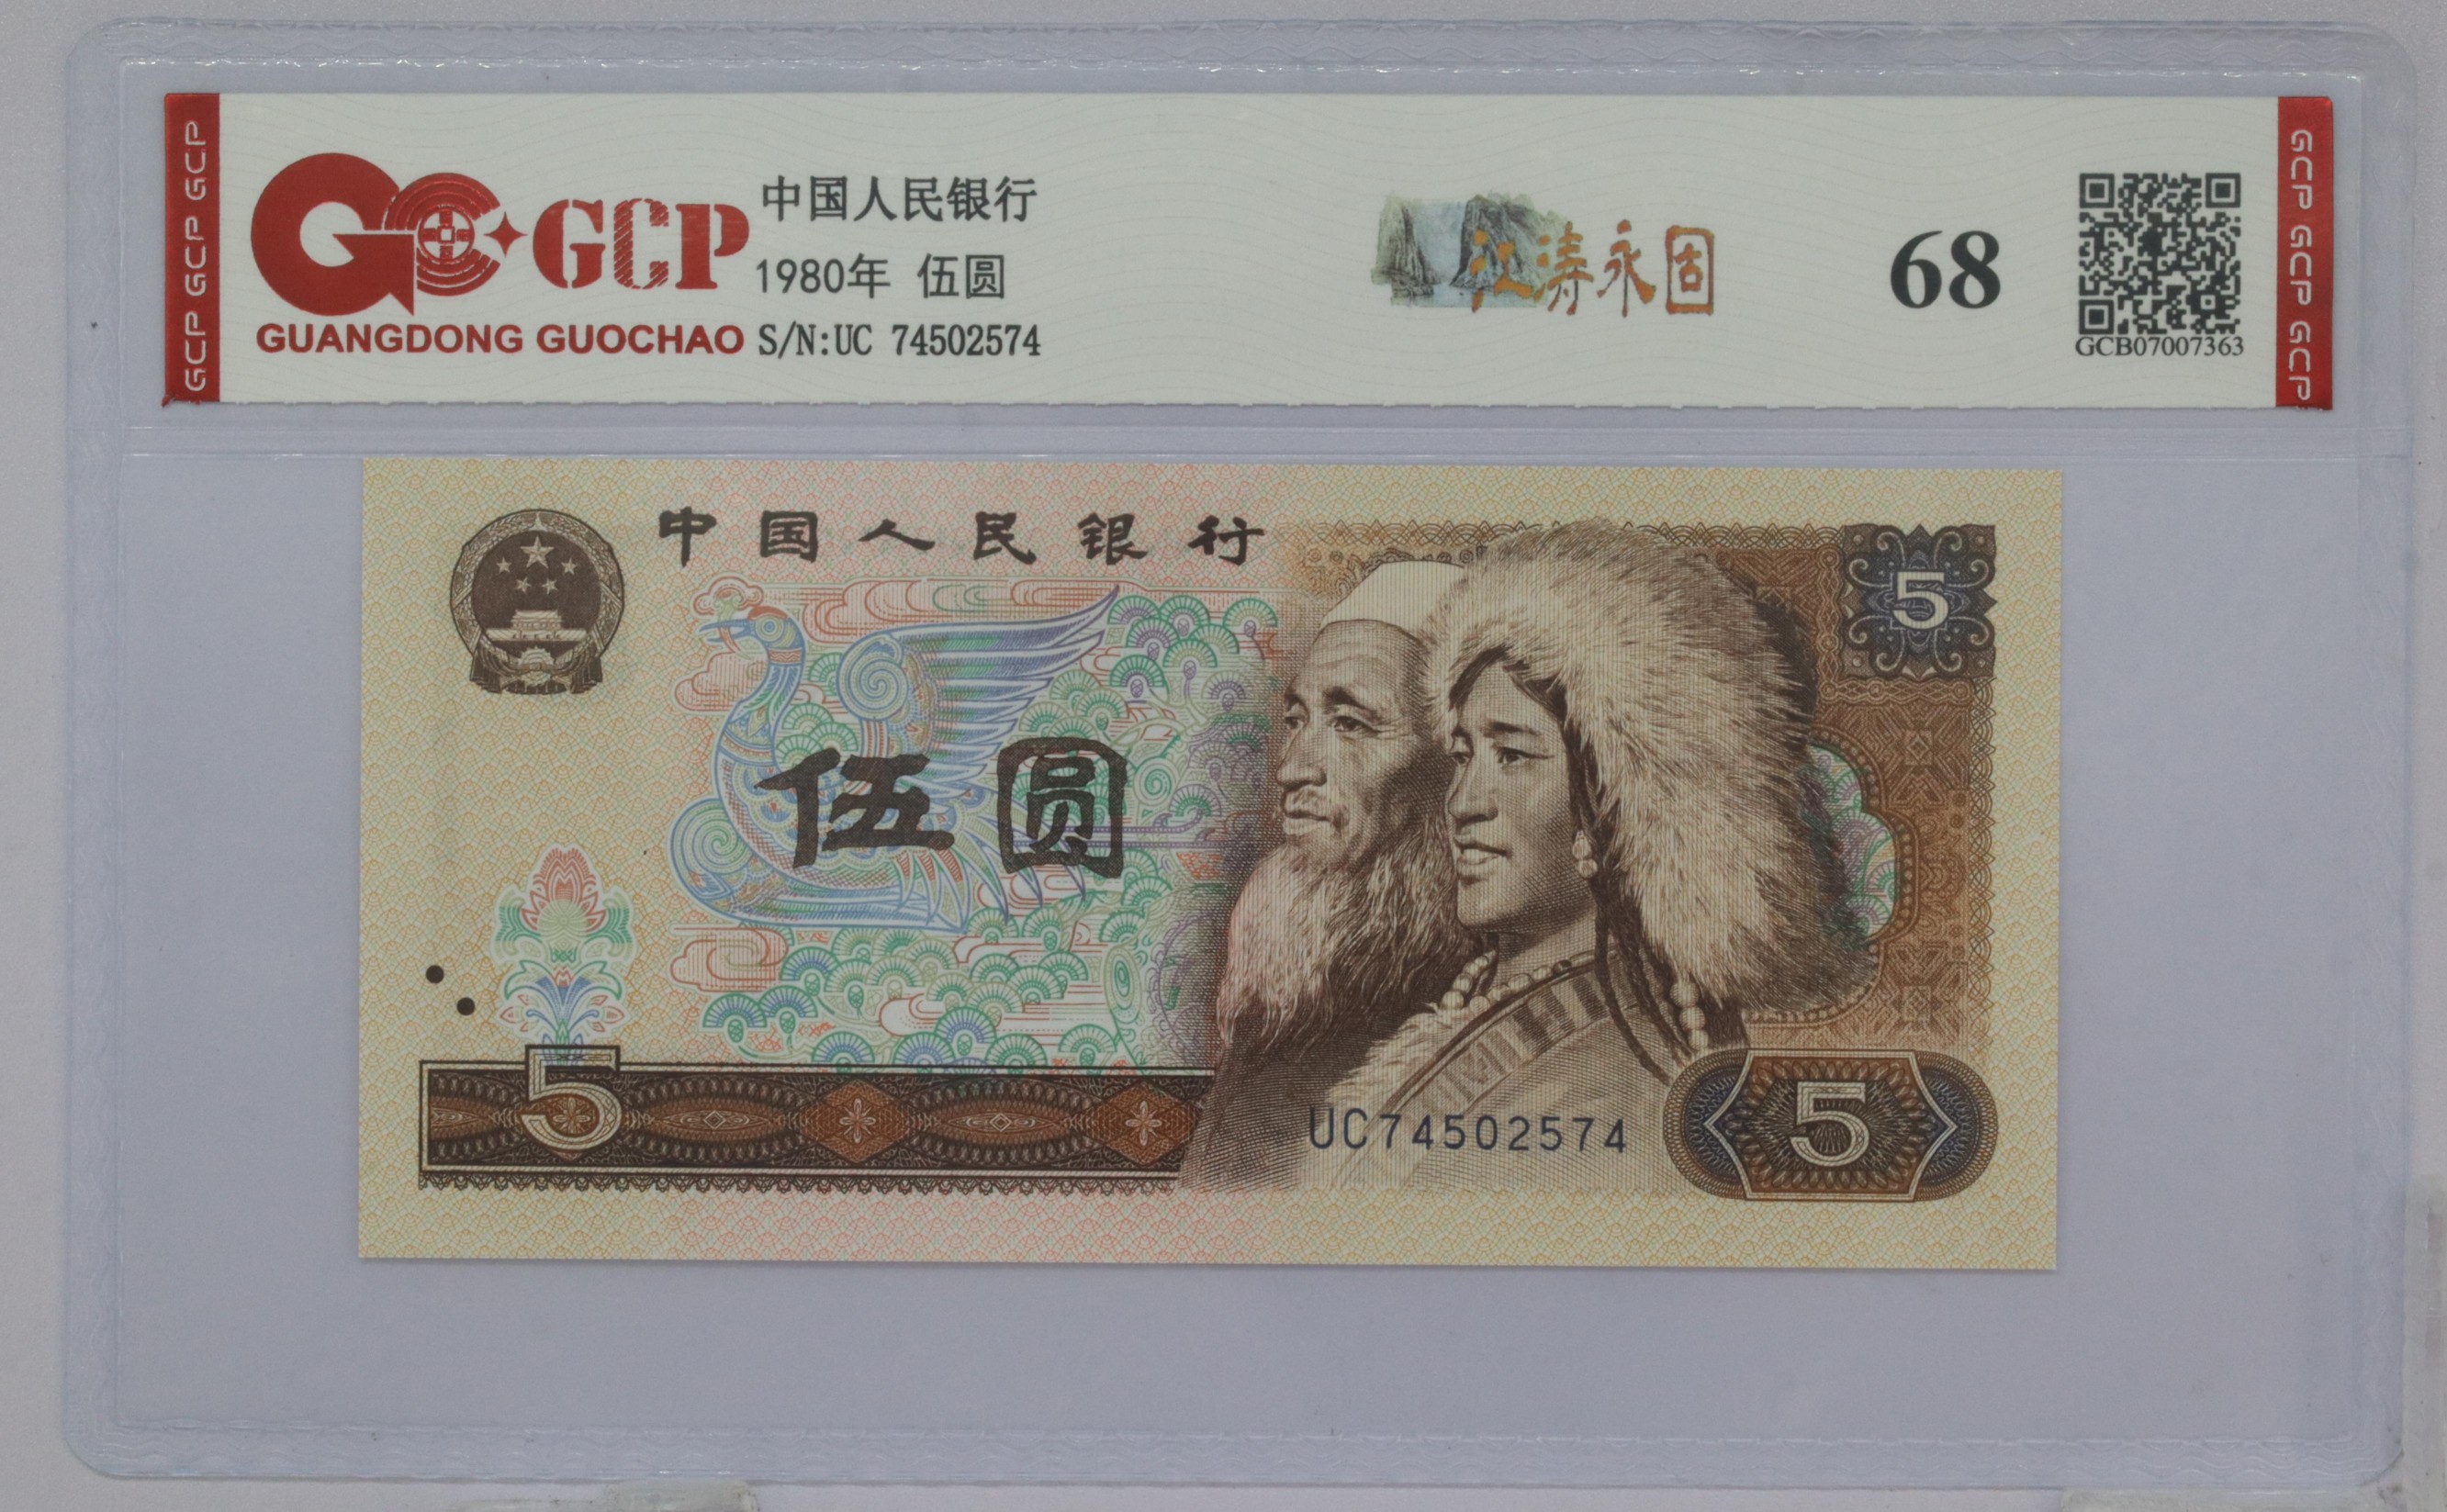 GCP GCP GCP
GCP
中国人民银行
1980年 伍圆
GUANGDONG GUOCHAO
S/N:UC 74502574
江涛永固
68
GCB07007363
GCP GCP GCP
中国人民银行
5
伍圆
5
UC74502574
5